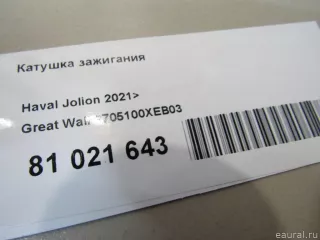 Катушка зажигания
Haval Jolion 2021>
Great Wall 3705100XEB03
81 021 643
eaural.ru